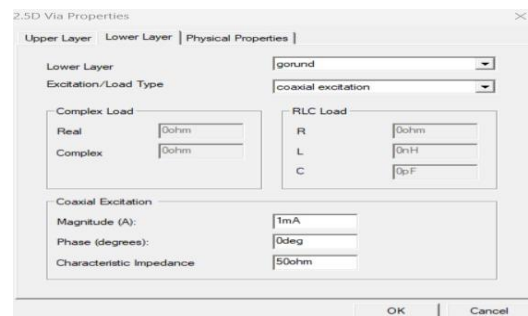 2.5D Via Properties
Upper Layer Lower Layer Physical Properties
Lower Layer gorund
Excitation/Load Type coaxial excitation
Complex Load RLC Load
Real 0ohm R 0ohm
Complex 0ohm L 0nH
C 0pF
Coaxial Excitation
Magnitude (A): 1mA
Phase (degrees): 0deg
Characteristic Impedance 50ohm
OK Cancel